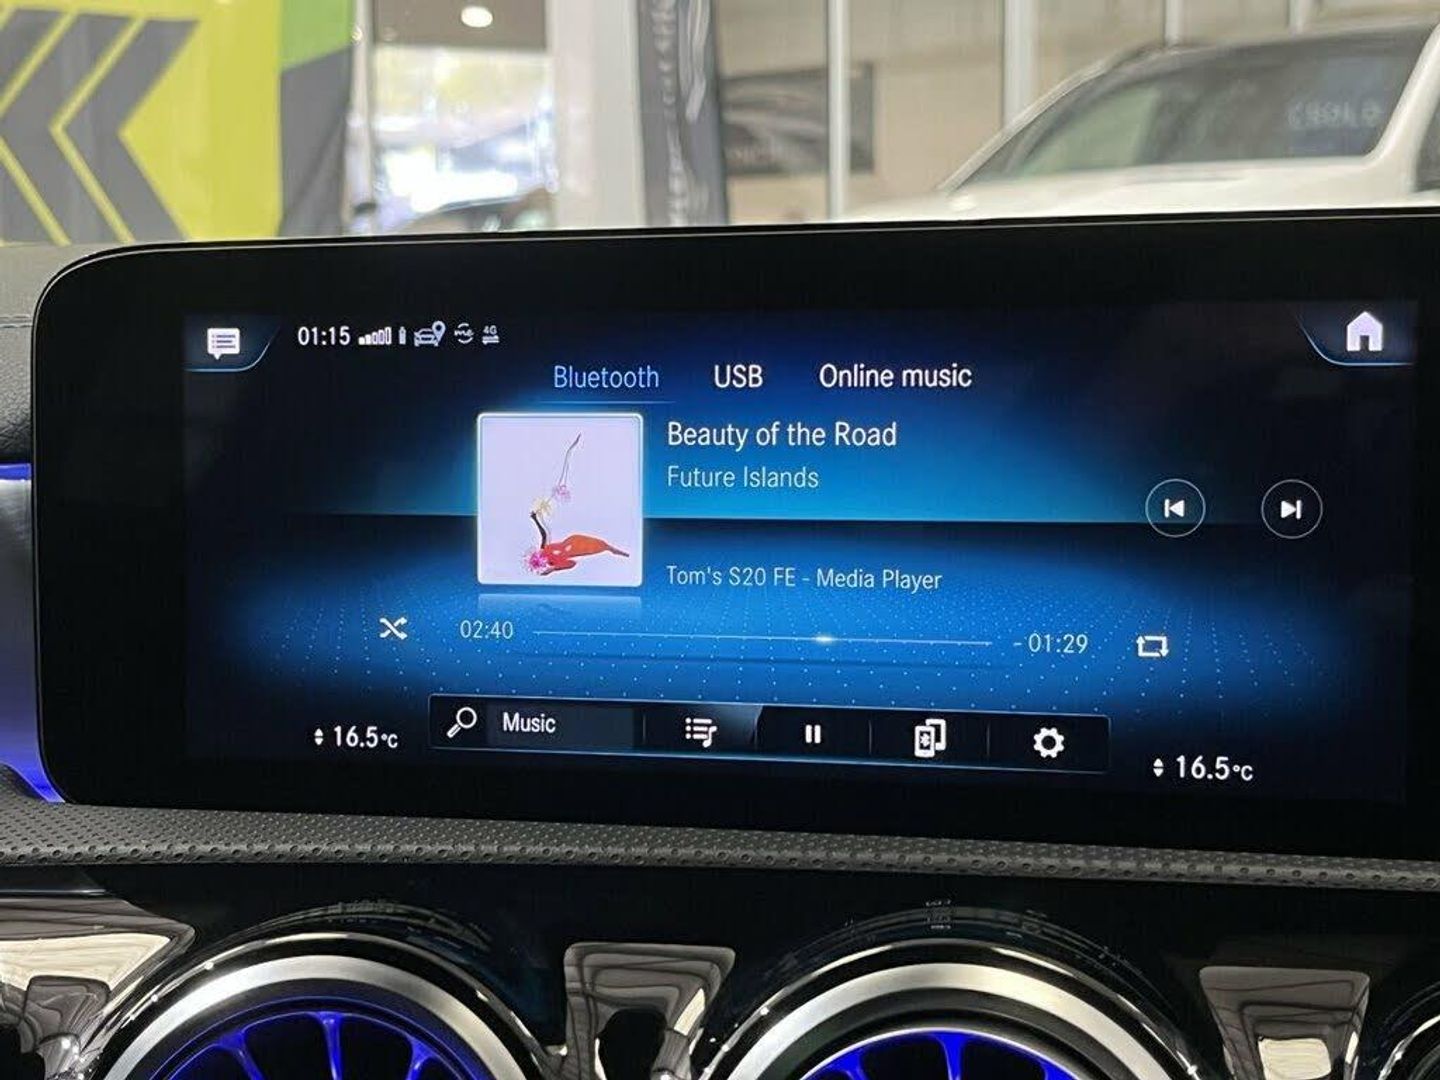 01:15
4G
Bluetooth USB Online music
Beauty of the Road
Future Islands
Tom's S20 FE - Media Player
02:40
- 01:29
16.5°C
Music
16.5°C